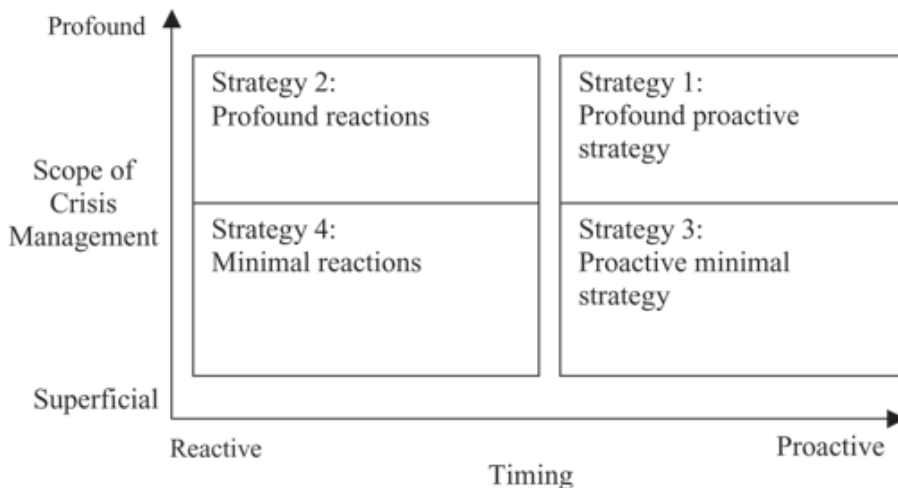 Profound
Strategy 2:
Profound reactions
Strategy 1:
Profound proactive
strategy
Scope of
Crisis
Management
Strategy 4:
Minimal reactions
Strategy 3:
Proactive minimal
strategy
Superficial
Reactive
Proactive
Timing